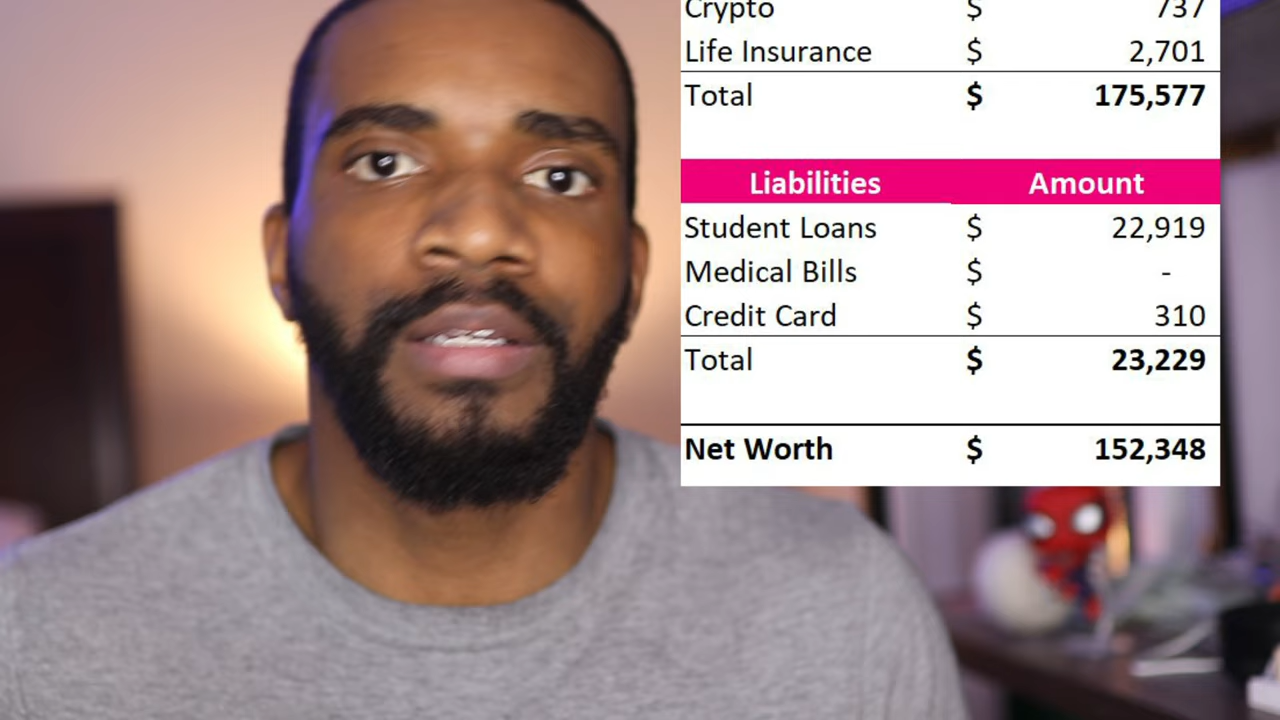 Crypto $ 737
Life Insurance $ 2,701
Total $ 175,577
Liabilities Amount
Student Loans $ 22,919
Medical Bills $ -
Credit Card $ 310
Total $ 23,229
Net Worth $ 152,348